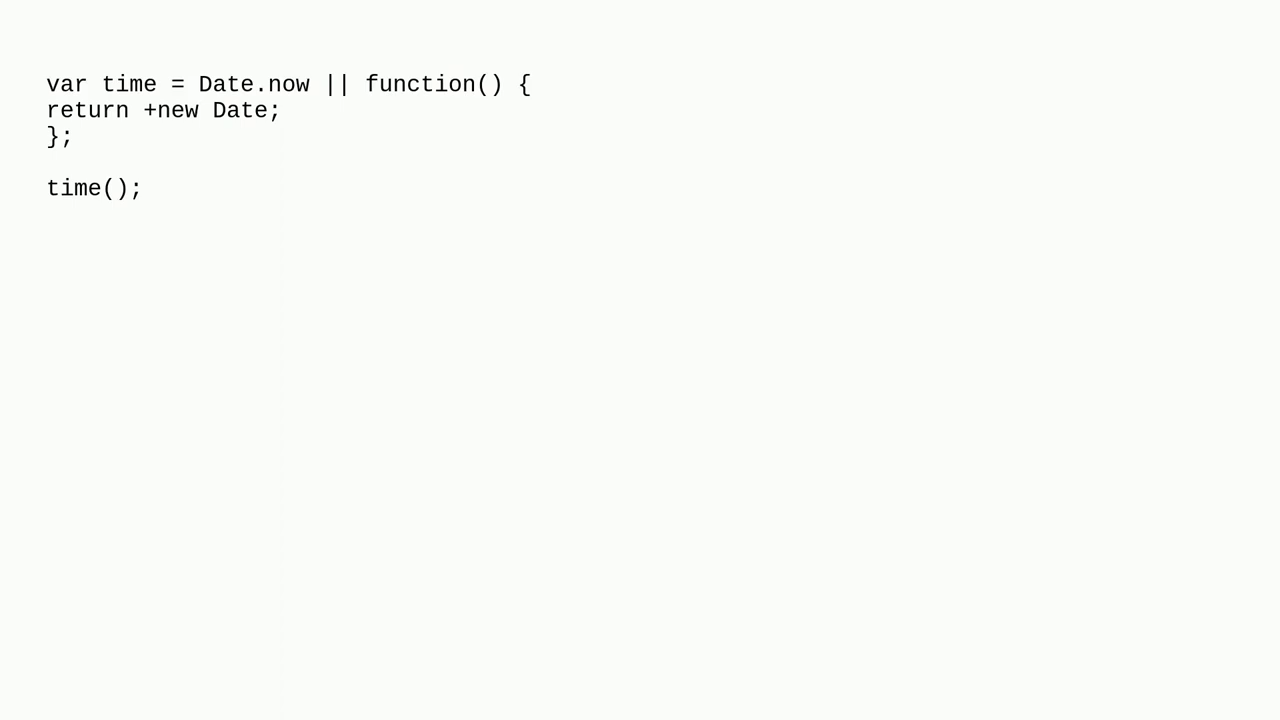 var time = Date.now || function() {
return +new Date;
};

time();